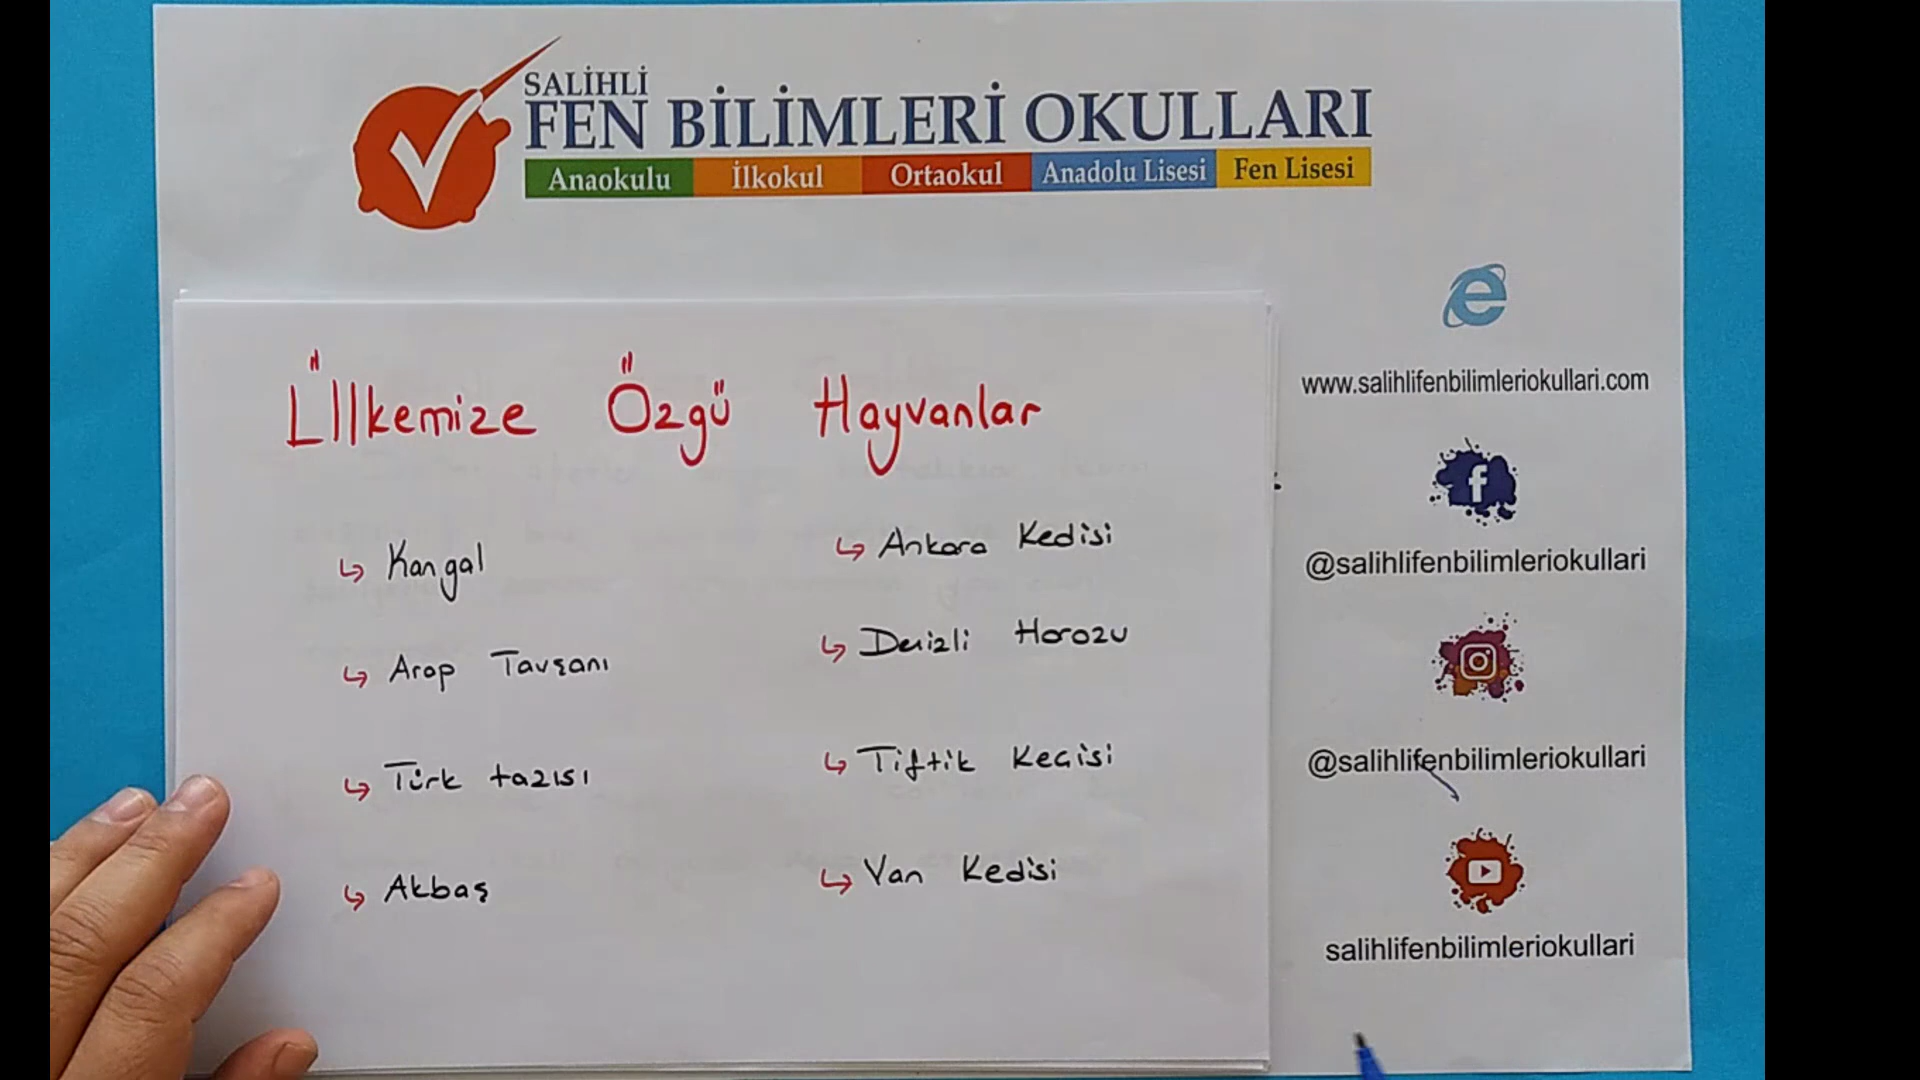 SALİHLİ
FEN BİLİMLERİ OKULLARI
Anaokulu İlkokul Ortaokul Anadolu Lisesi Fen Lisesi
Ülkemize Özgü Hayvanlar
↳ Kangal
↳ Arap Tavşanı
↳ Türk tazısı
↳ Akbaş
↳ Ankara Kedisi
↳ Denizli Horozu
↳ Tiftik Kecisi
↳ Van Kedisi
www.salihlifenbilimleriokullari.com
@salihlifenbilimleriokullari
@salihlifenbilimleriokullari
salihlifenbilimleriokullari